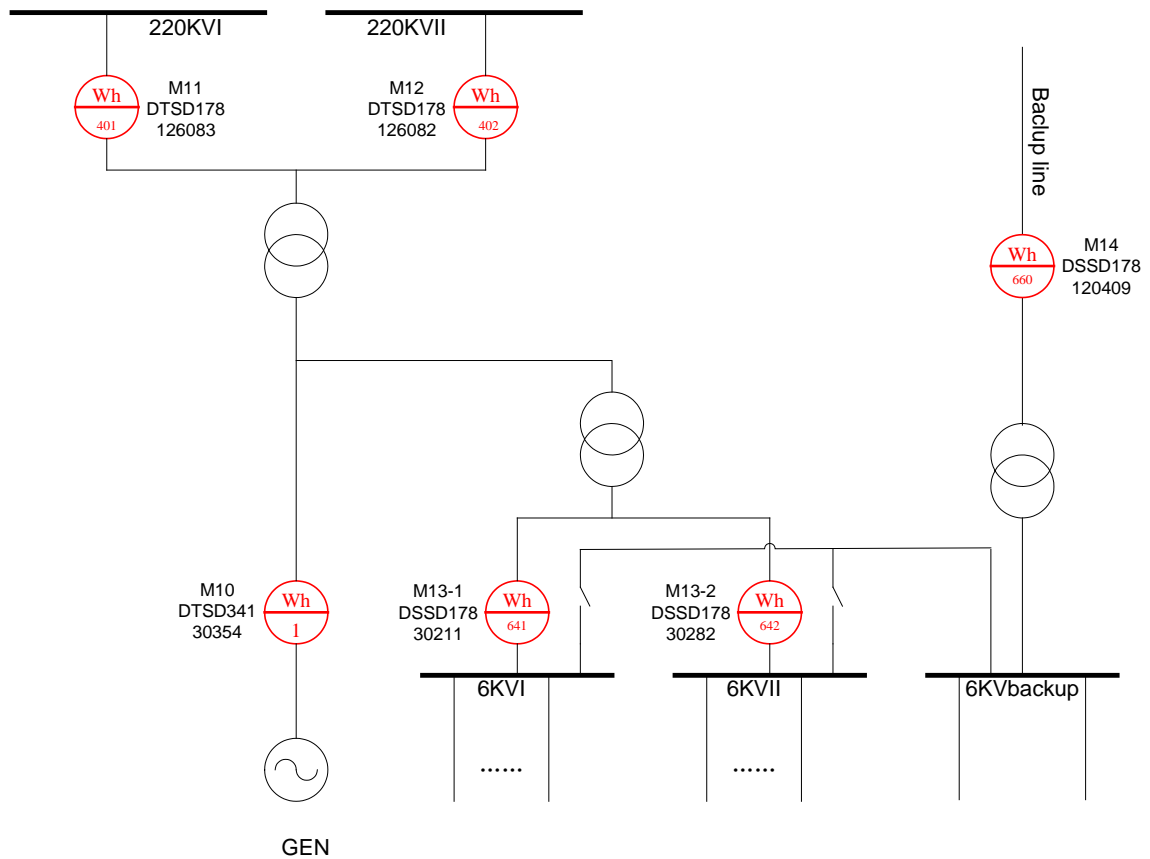 220KVI
220KVII
Wh
401
M11
DTSD178
126083
M12
DTSD178
126082
Wh
402
Baclup line
Wh
660
M14
DSSD178
120409
M10
DTSD341
30354
Wh
1
M13-1
DSSD178
30211
Wh
641
M13-2
DSSD178
30282
Wh
642
6KVI
6KVII
6KVbackup
......
......
GEN